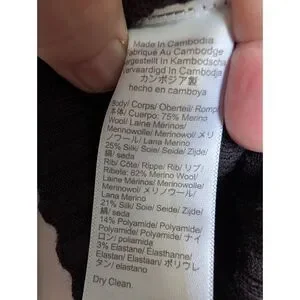 Made In Cambodia
Fabriqué Au Cambodge
argestellt In Kambodscha
ervaardigd In Cambodja
カンボジア製
hecho en camboya
Body/ Corps/ Oberteil/ Romp
本体/ Cuerpo: 75% Merino
Wool/ Laine Mérinos/
Merinowolle/ Merinowol/ メリ
ノウール/ Lana Merino
25% Silk/ Soie/ Seide/ Zijde/
絹/ seda
Rib/ Côte/ Rippe/ Rib/ リブ/
Ribete: 62% Merino Wool/
Laine Mérinos/ Merinowolle/
Merinowol/ メリノウール/ Lana
Merino
21% Silk/ Soie/ Seide/ Zijde/
絹/ seda
14% Polyamide/ Polyamide/
Polyamid/ Polyamide/ ナイ
ロン/ poliamida
3% Elastane/ Elasthanne/
Elastan/ Elastaan/ ポリウレ
タン/ elastano
Dry Clean.